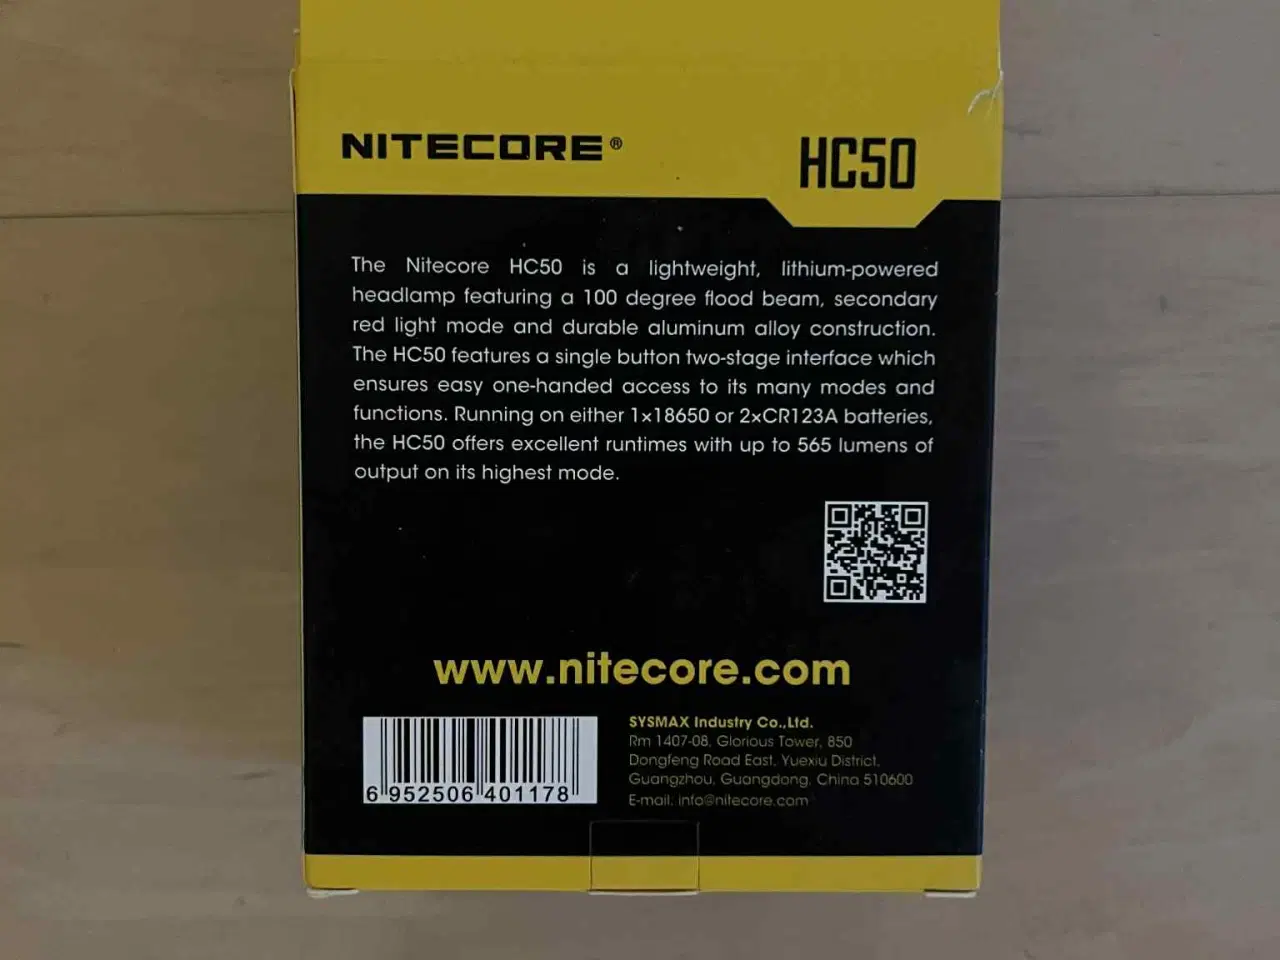 NITECORE®
HC50
The Nitecore HC50 is a lightweight, lithium-powered
headlamp featuring a 100 degree flood beam, secondary
red light mode and durable aluminum alloy construction.
The HC50 features a single button two-stage interface which
ensures easy one-handed access to its many modes and
functions. Running on either 1×18650 or 2×CR123A batteries,
the HC50 offers excellent runtimes with up to 565 lumens of
output on its highest mode.
www.nitecore.com
6 952506 401178
SYSMAX Industry Co.,Ltd.
Rm 1407-08, Glorious Tower, 850
Dongfeng Road East, Yuexiu District,
Guangzhou, Guangdong, China 510600
E-mail: info@nitecore.com